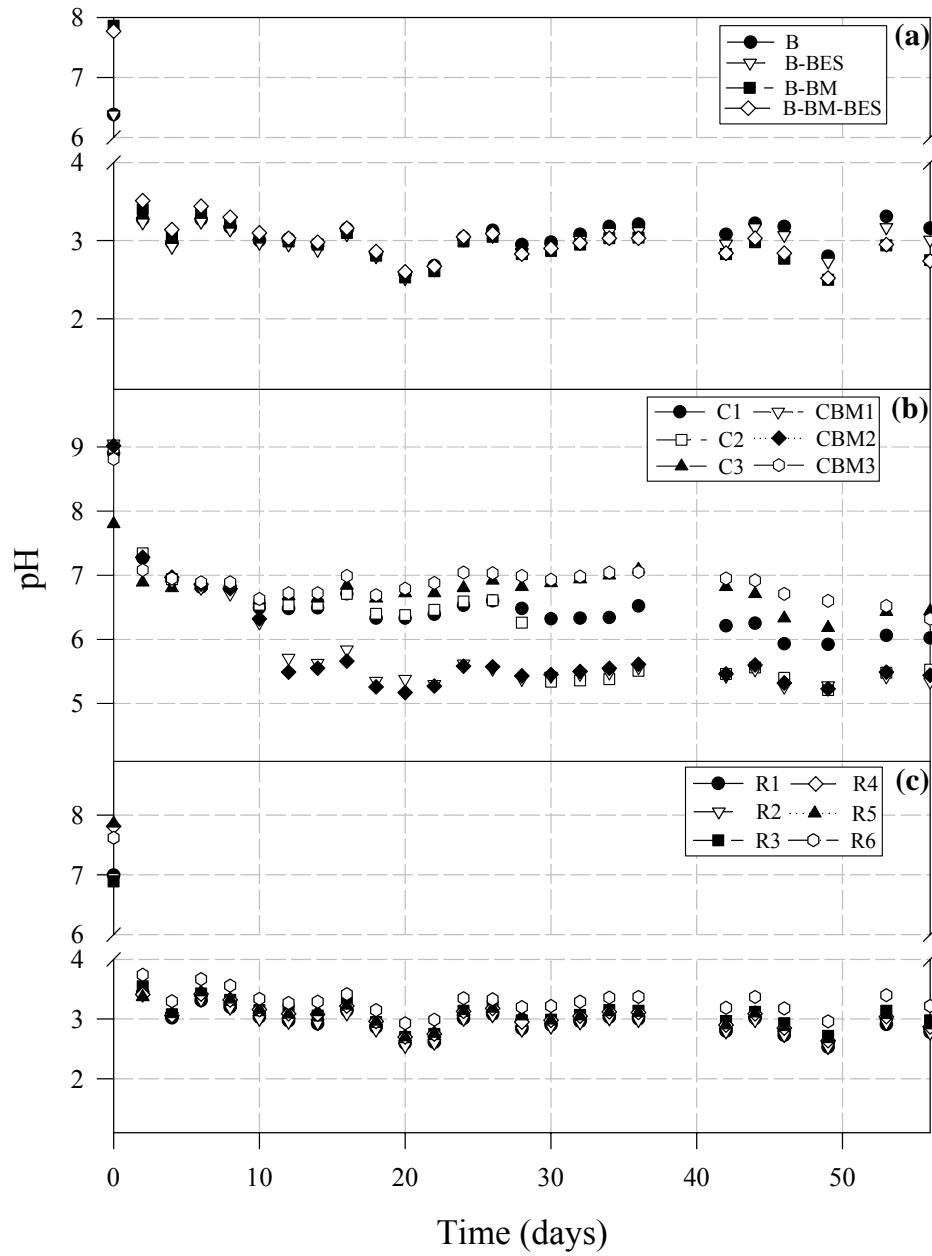 (a)
8
7
6
4
3
2
B
B-BES
B-BM
B-BM-BES
(b)
9
8
7
6
5
C1 CBM1
C2 CBM2
C3 CBM3
pH
(c)
8
7
6
4
3
2
R1 R4
R2 R5
R3 R6
0 10 20 30 40 50
Time (days)